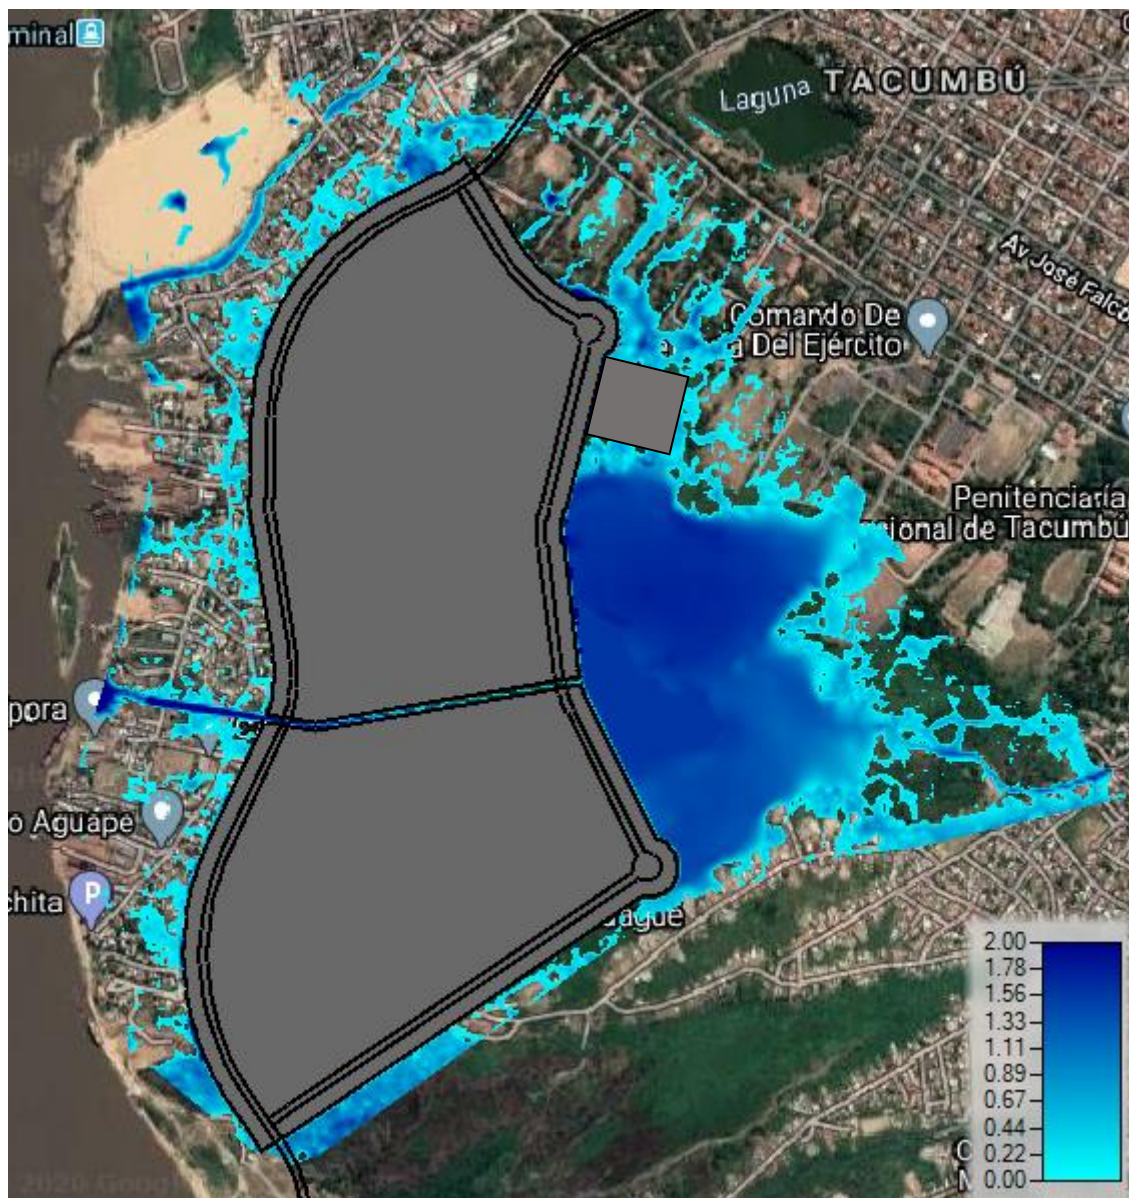 minal
Laguna
TACUMBÚ
Av José Falcó
Comando De
Del Ejército
Penitenciaría
ional de Tacumbú
pora
o Aguape
chita
P
2.00
1.78
1.56
1.33
1.11
0.89
0.67
0.44
0.22
0.00